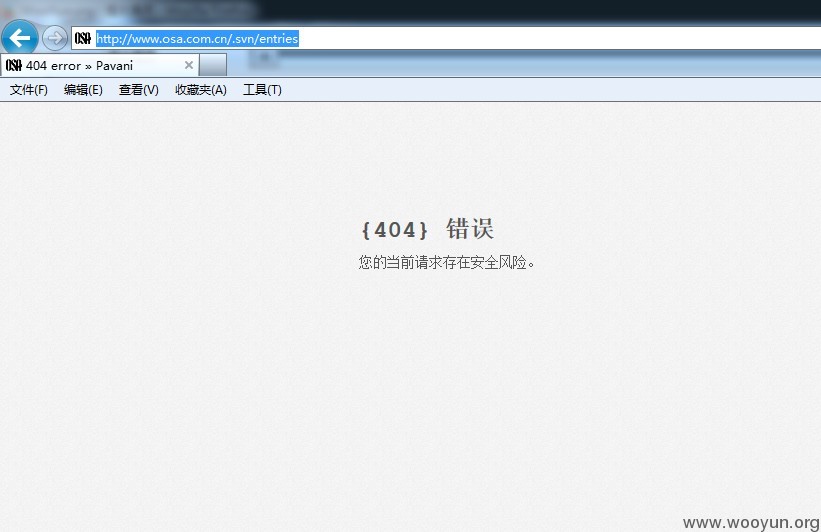 OSA http://www.osa.com.cn/.svn/entries
OSA 404 error » Pavani
文件(F) 编辑(E) 查看(V) 收藏夹(A) 工具(T)
{404} 错误
您的当前请求存在安全风险。
www.wooyun.org